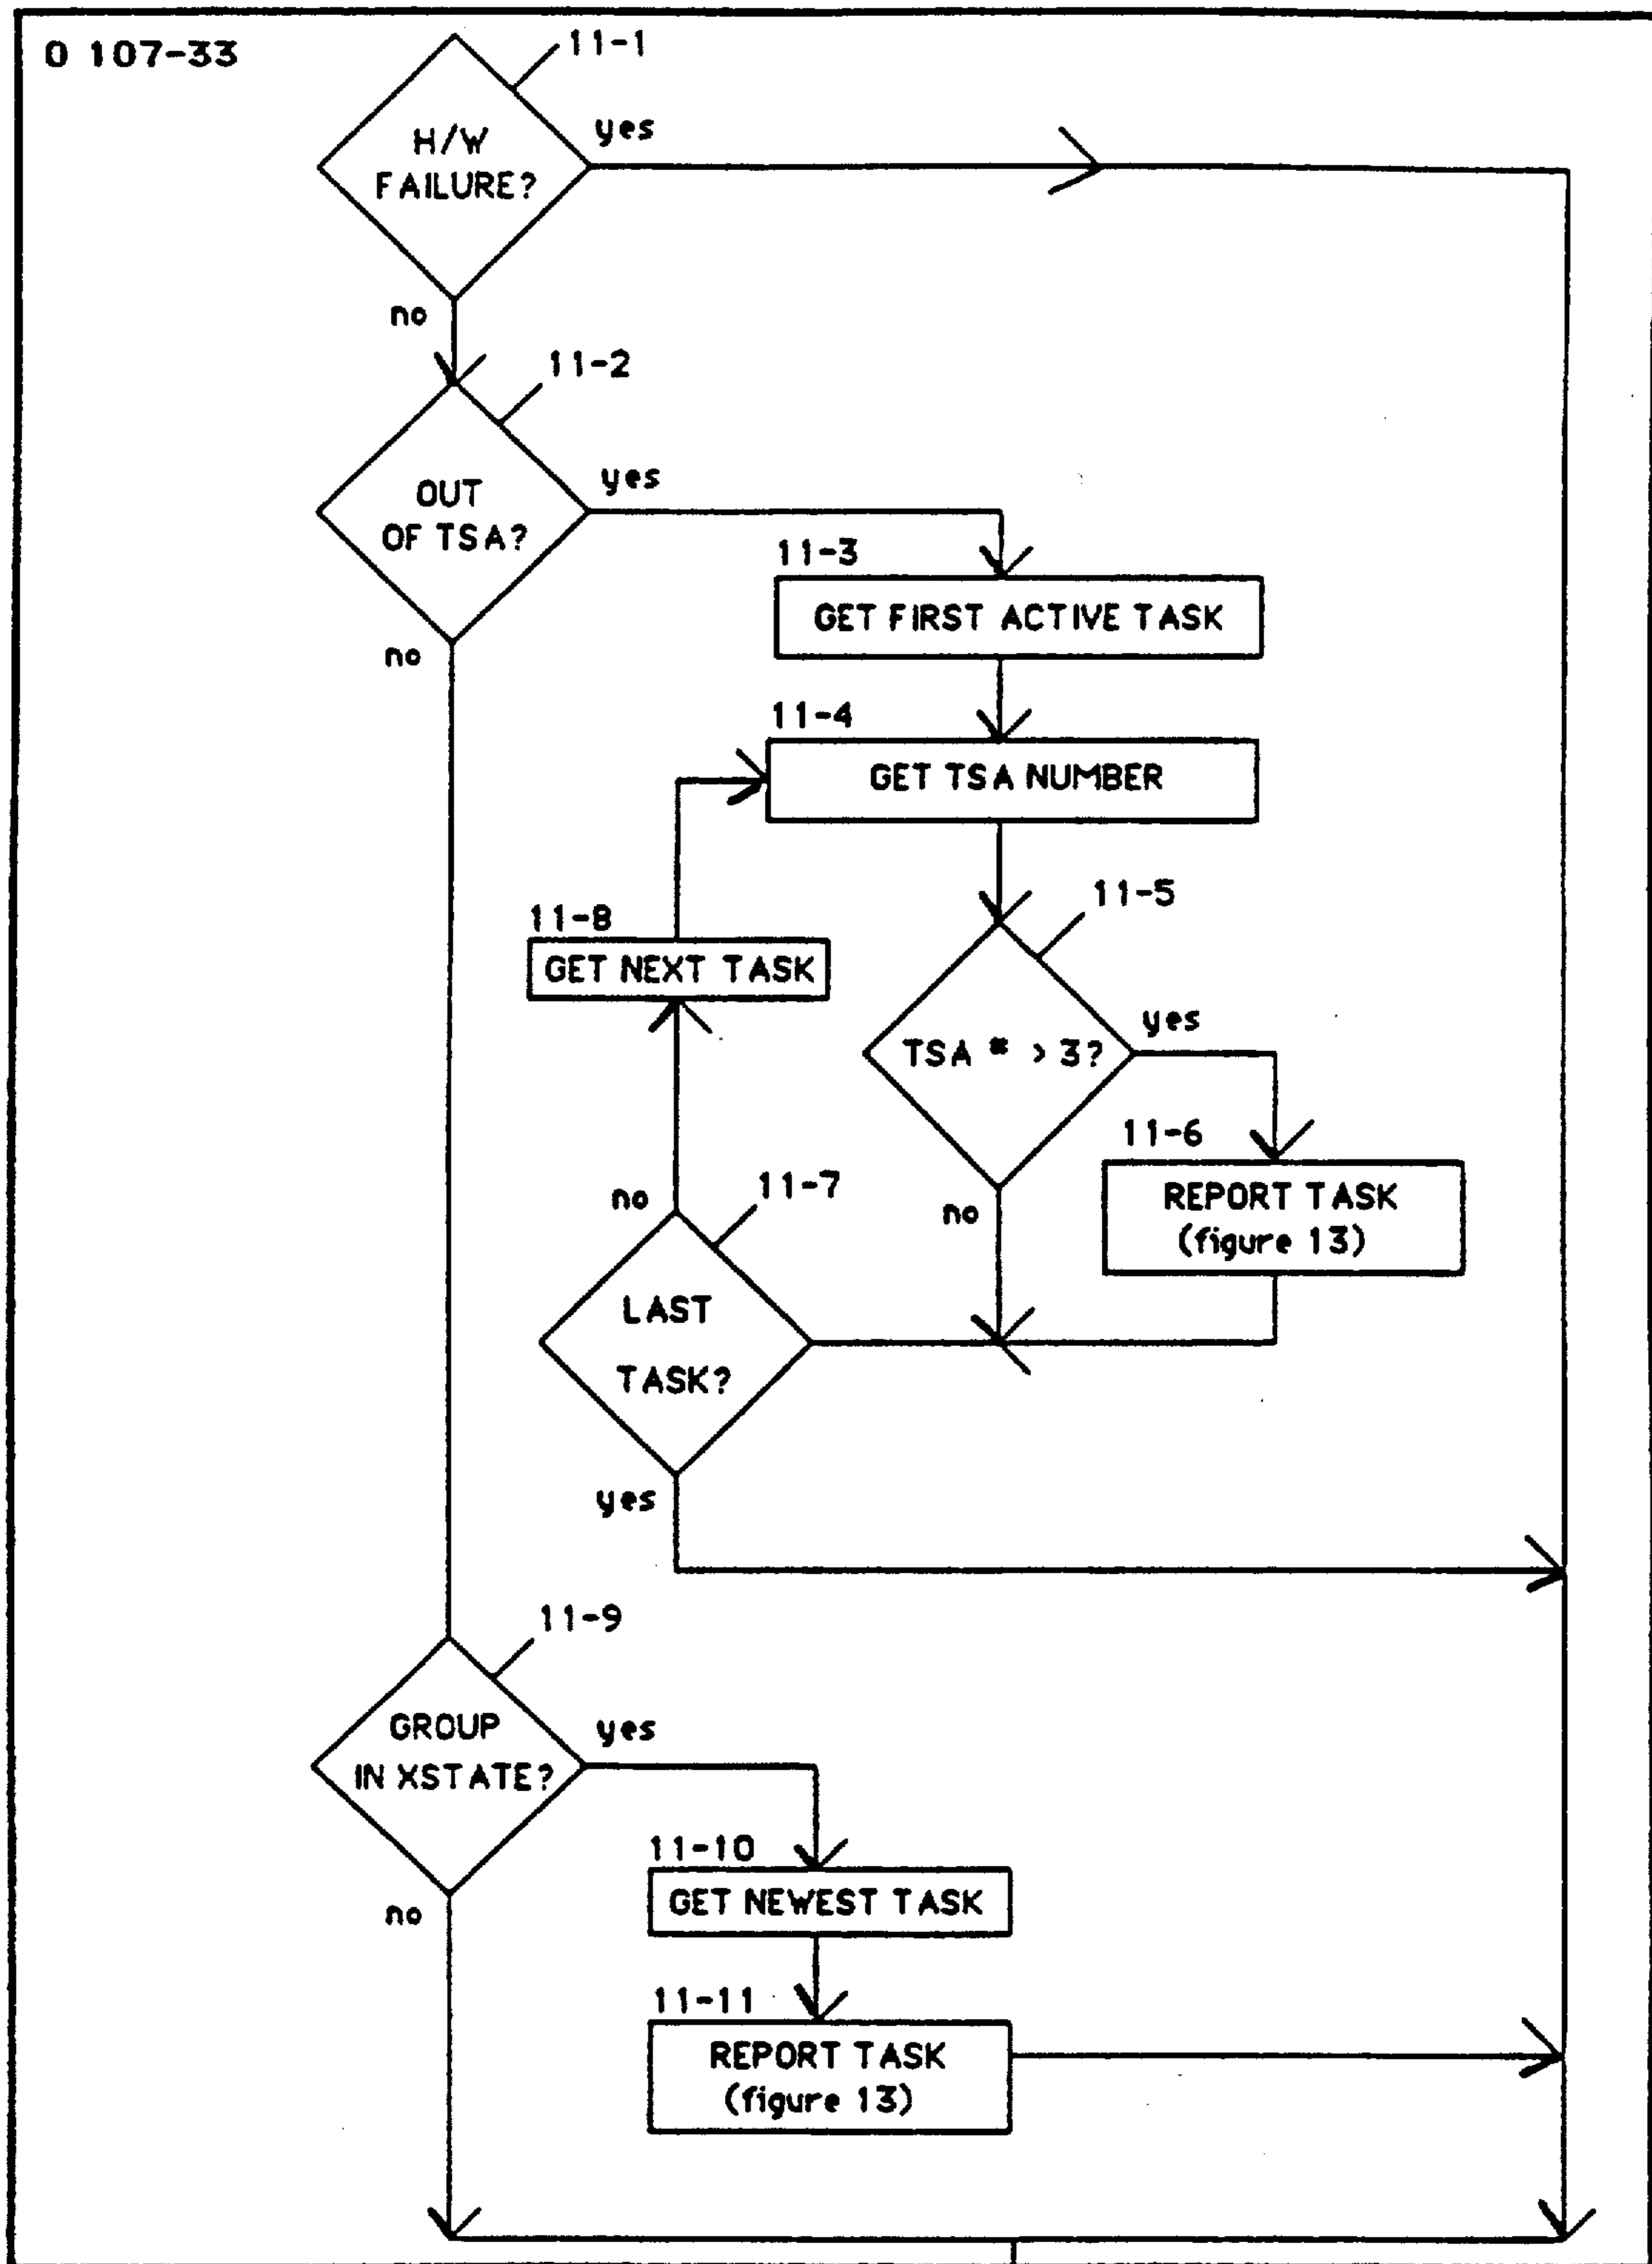 0 107-33
11-1
H/W
FAILURE?
yes
no
11-2
OUT
OF TSA?
yes
no
11-3
GET FIRST ACTIVE TASK
11-4
GET TSA NUMBER
11-5
TSA # > 3?
yes
no
11-6
REPORT TASK
(figure 13)
11-8
GET NEXT TASK
no
11-7
LAST
TASK?
yes
11-9
GROUP
IN XSTATE?
yes
no
11-10
GET NEWEST TASK
11-11
REPORT TASK
(figure 13)